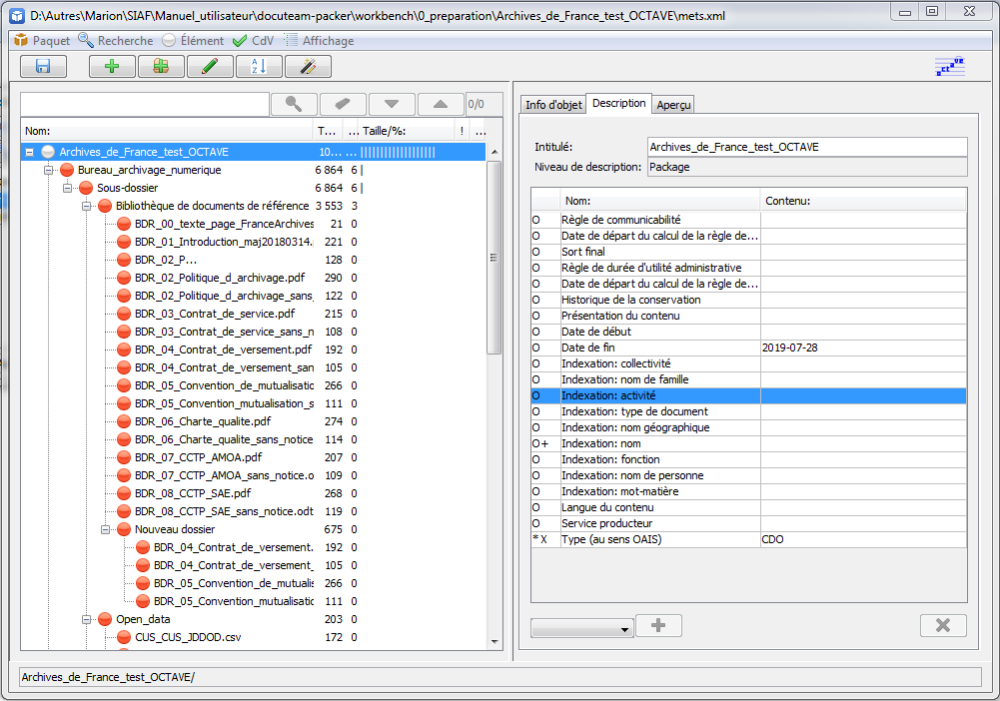 D:\Autres\Marion\SIAF\Manuel_utilisateur\docuteam-packer\workbench\0_preparation\Archives_de_France_test_OCTAVE\mets.xml
Paquet Recherche Élément CdV Affichage
0/0
Nom: T... ... Taille/%: ! ...
Archives_de_France_test_OCTAVE 10... ...
Bureau_archivage_numerique 6 864 6
Sous-dossier 6 864 6
Bibliothèque de documents de référence 3 553 3
BDR_00_texte_page_FranceArchives 21 0
BDR_01_Introduction_maj20180314. 221 0
BDR_02_P... 128 0
BDR_02_Politique_d_archivage.pdf 290 0
BDR_02_Politique_d_archivage_sans_ 122 0
BDR_03_Contrat_de_service.pdf 215 0
BDR_03_Contrat_de_service_sans_n 108 0
BDR_04_Contrat_de_versement.pdf 192 0
BDR_04_Contrat_de_versement_san 105 0
BDR_05_Convention_de_mutualisatic 266 0
BDR_05_Convention_mutualisation_s 111 0
BDR_06_Charte_qualite.pdf 274 0
BDR_06_Charte_qualite_sans_notice 114 0
BDR_07_CCTP_AMOA.pdf 207 0
BDR_07_CCTP_AMOA_sans_notice.o 109 0
BDR_08_CCTP_SAE.pdf 268 0
BDR_08_CCTP_SAE_sans_notice.odt 119 0
Nouveau dossier 675 0
BDR_04_Contrat_de_versement. 192 0
BDR_04_Contrat_de_versement_ 105 0
BDR_05_Convention_de_mutualis 266 0
BDR_05_Convention_mutualisatic 111 0
Open_data 203 0
CUS_CUS_JDDOD.csv 172 0
Info d'objet Description Aperçu
Intitulé: Archives_de_France_test_OCTAVE
Niveau de description: Package
Nom: Contenu:
O Règle de communicabilité
O Date de départ du calcul de la règle de...
O Sort final
O Règle de durée d'utilité administrative
O Date de départ du calcul de la règle de...
O Historique de la conservation
O Présentation du contenu
O Date de début
O Date de fin 2019-07-28
O Indexation: collectivité
O Indexation: nom de famille
O Indexation: activité
O Indexation: type de document
O Indexation: nom géographique
O+ Indexation: nom
O Indexation: fonction
O Indexation: nom de personne
O Indexation: mot-matière
O Langue du contenu
O Service producteur
*X Type (au sens OAIS) CDO
Archives_de_France_test_OCTAVE/